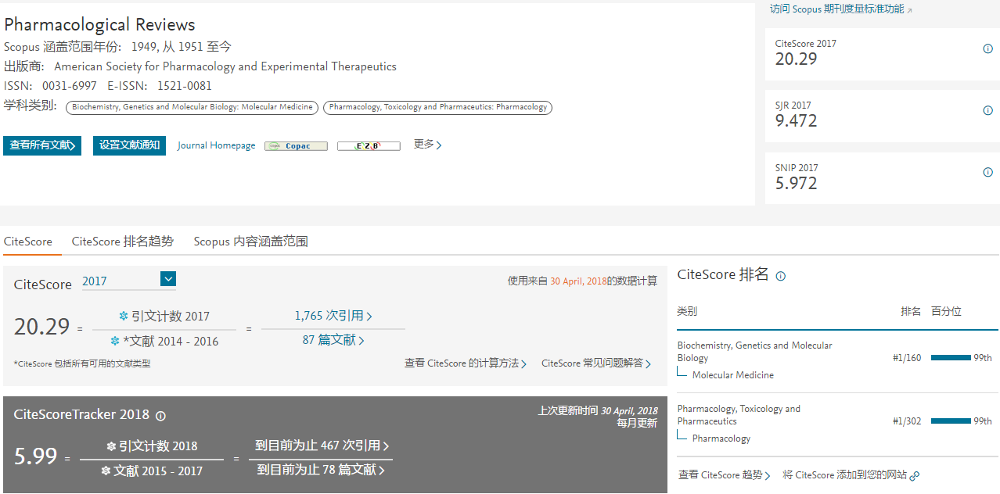 Pharmacological Reviews
Scopus 涵盖范围年份: 1949, 从 1951 至今
出版商: American Society for Pharmacology and Experimental Therapeutics
ISSN: 0031-6997 E-ISSN: 1521-0081
学科类别: Biochemistry, Genetics and Molecular Biology: Molecular Medicine Pharmacology, Toxicology and Pharmaceutics: Pharmacology
查看所有文献 设置文献通知 Journal Homepage Copac EZB 更多
访问 Scopus 期刊度量标准功能
CiteScore 2017
20.29
SJR 2017
9.472
SNIP 2017
5.972
CiteScore CiteScore 排名趋势 Scopus 内容涵盖范围
CiteScore 2017
使用来自 30 April, 2018的数据计算
20.29 = 引文计数 2017 = 1,765 次引用 >
*文献 2014 - 2016 87 篇文献 >
*CiteScore 包括所有可用的文献类型
查看 CiteScore 的计算方法 > CiteScore 常见问题解答 >
CiteScoreTracker 2018
上次更新时间 30 April, 2018
每月更新
5.99 = 引文计数 2018 = 到目前为止 467 次引用 >
文献 2015 - 2017 到目前为止 78 篇文献 >
CiteScore 排名
类别 排名 百分位
Biochemistry, Genetics and Molecular
Biology #1/160 99th
Molecular Medicine
Pharmacology, Toxicology and
Pharmaceutics #1/302 99th
Pharmacology
查看 CiteScore 趋势 > 将 CiteScore 添加到您的网站